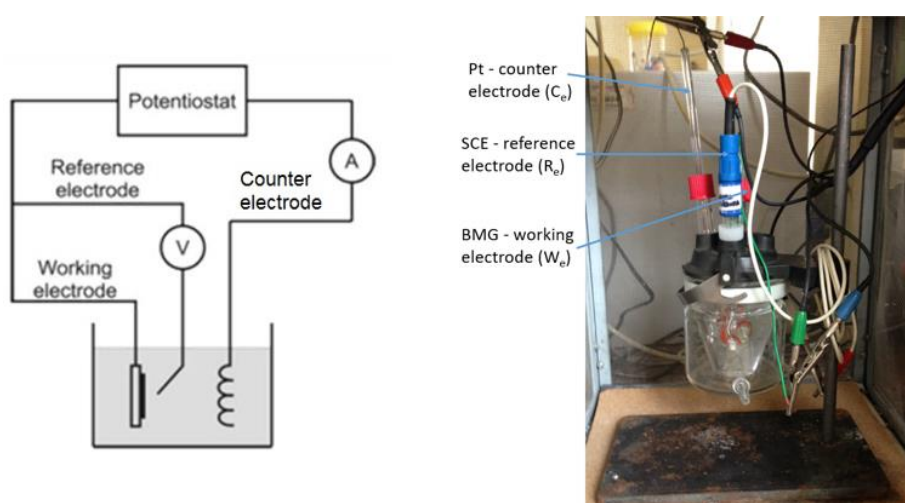 Potentiostat
Reference
electrode
A
Counter
electrode
V
Working
electrode
Pt - counter
electrode (Ce)
SCE - reference
electrode (Re)
BMG - working
electrode (We)